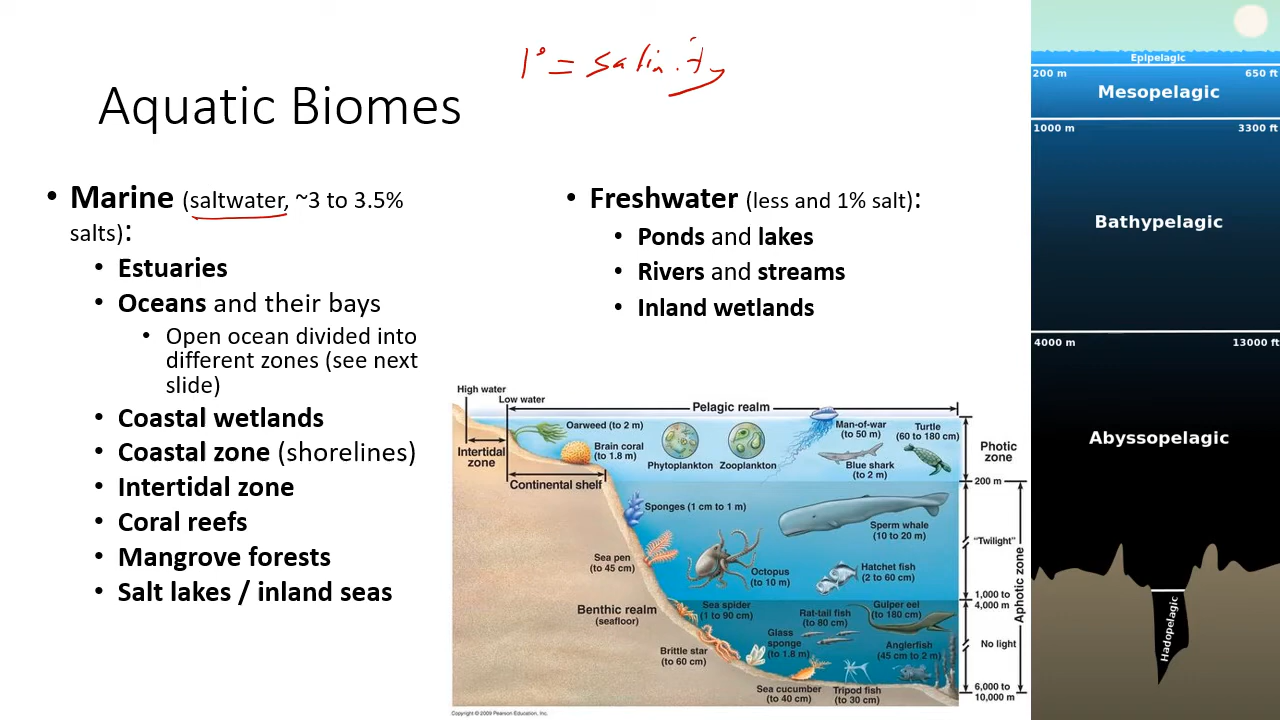 1° = salinity
Aquatic Biomes
• Marine (saltwater, ~3 to 3.5%
salts):
• Estuaries
• Oceans and their bays
• Open ocean divided into
different zones (see next
slide)
• Coastal wetlands
• Coastal zone (shorelines)
• Intertidal zone
• Coral reefs
• Mangrove forests
• Salt lakes / inland seas
• Freshwater (less and 1% salt):
• Ponds and lakes
• Rivers and streams
• Inland wetlands
High water
Low water
Pelagic realm
Intertidal
zone
Continental shelf
Oarweed (to 2 m)
Brain coral
(to 1.8 m)
Phytoplankton
Zooplankton
Man-of-war
(to 50 m)
Turtle
(60 to 180 cm)
Blue shark
(to 2 m)
Photic
zone
200 m
Sponges (1 cm to 1 m)
Sperm whale
(10 to 20 m)
"Twilight"
Sea pen
(to 45 cm)
Octopus
(to 10 m)
Hatchet fish
(2 to 60 cm)
Aphotic zone
1,000 to
4,000 m
Benthic realm
(seafloor)
Sea spider
(1 to 90 cm)
Rat-tail fish
(to 80 cm)
Gulper eel
(to 180 cm)
Glass
sponge
(to 1.8 m)
Anglerfish
(45 cm to 2 m)
No light
Brittle star
(to 60 cm)
Sea cucumber
(to 40 cm)
Tripod fish
(to 30 cm)
6,000 to
10,000 m
Copyright © 2009 Pearson Education, Inc.
Epipelagic
200 m 650 ft
Mesopelagic
1000 m 3300 ft
Bathypelagic
4000 m 13000 ft
Abyssopelagic
Hadopelagic